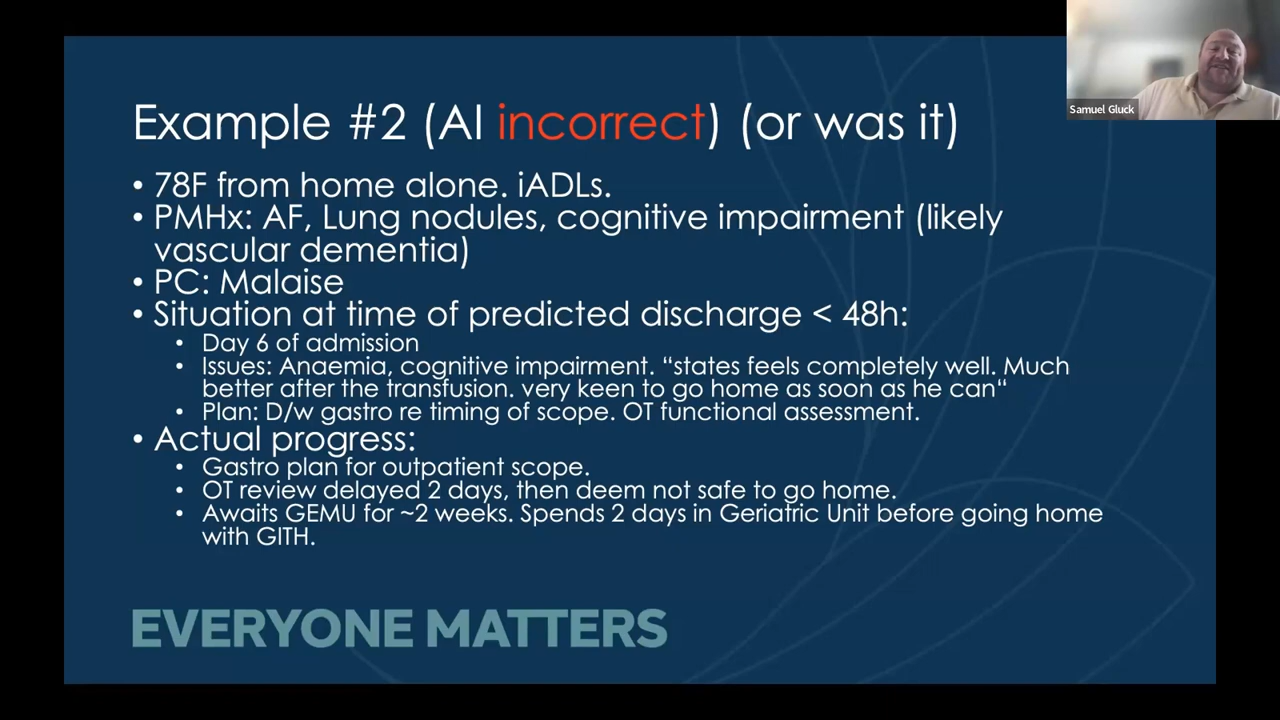 Samuel Gluck
Example #2 (AI incorrect) (or was it)
• 78F from home alone. iADLs.
• PMHx: AF, Lung nodules, cognitive impairment (likely
vascular dementia)
• PC: Malaise
• Situation at time of predicted discharge < 48h:
• Day 6 of admission
• Issues: Anaemia, cognitive impairment. “states feels completely well. Much
better after the transfusion. very keen to go home as soon as he can“
• Plan: D/w gastro re timing of scope. OT functional assessment.
• Actual progress:
• Gastro plan for outpatient scope.
• OT review delayed 2 days, then deem not safe to go home.
• Awaits GEMU for ~2 weeks. Spends 2 days in Geriatric Unit before going home
with GITH.
EVERYONE MATTERS